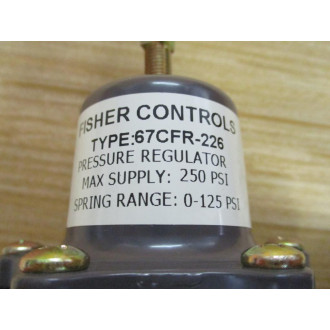 FISHER CONTROLS
TYPE:67CFR-226
PRESSURE REGULATOR
MAX SUPPLY: 250 PSI
SPRING RANGE: 0-125 PSI